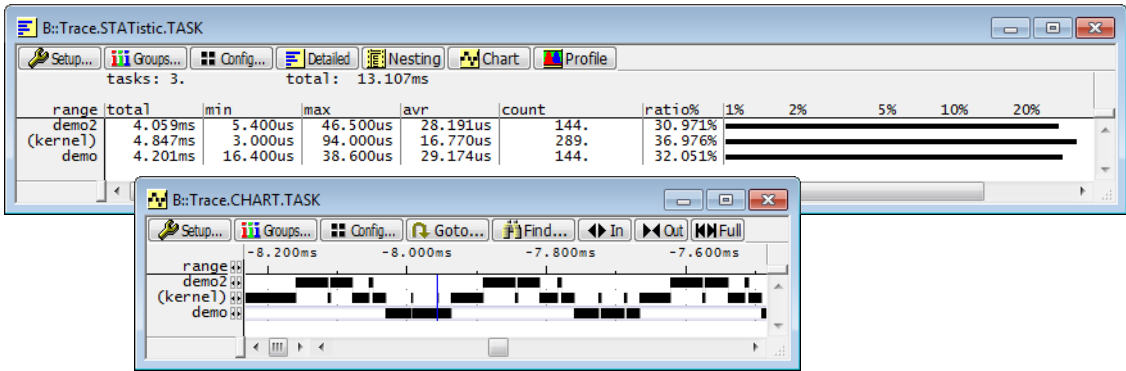 B::Trace.STATistic.TASK
Setup... Groups... Config... Detailed Nesting Chart Profile
tasks: 3. total: 13.107ms
range total min max avr count ratio% 1% 2% 5% 10% 20%
demo2 4.059ms 5.400us 46.500us 28.191us 144. 30.971%
(kernel) 4.847ms 3.000us 94.000us 16.770us 289. 36.976%
demo 4.201ms 16.400us 38.600us 29.174us 144. 32.051%
B::Trace.CHART.TASK
Setup... Groups... Config... Goto... Find... In Out Full
-8.200ms -8.000ms -7.800ms -7.600ms
range
demo2
(kernel)
demo